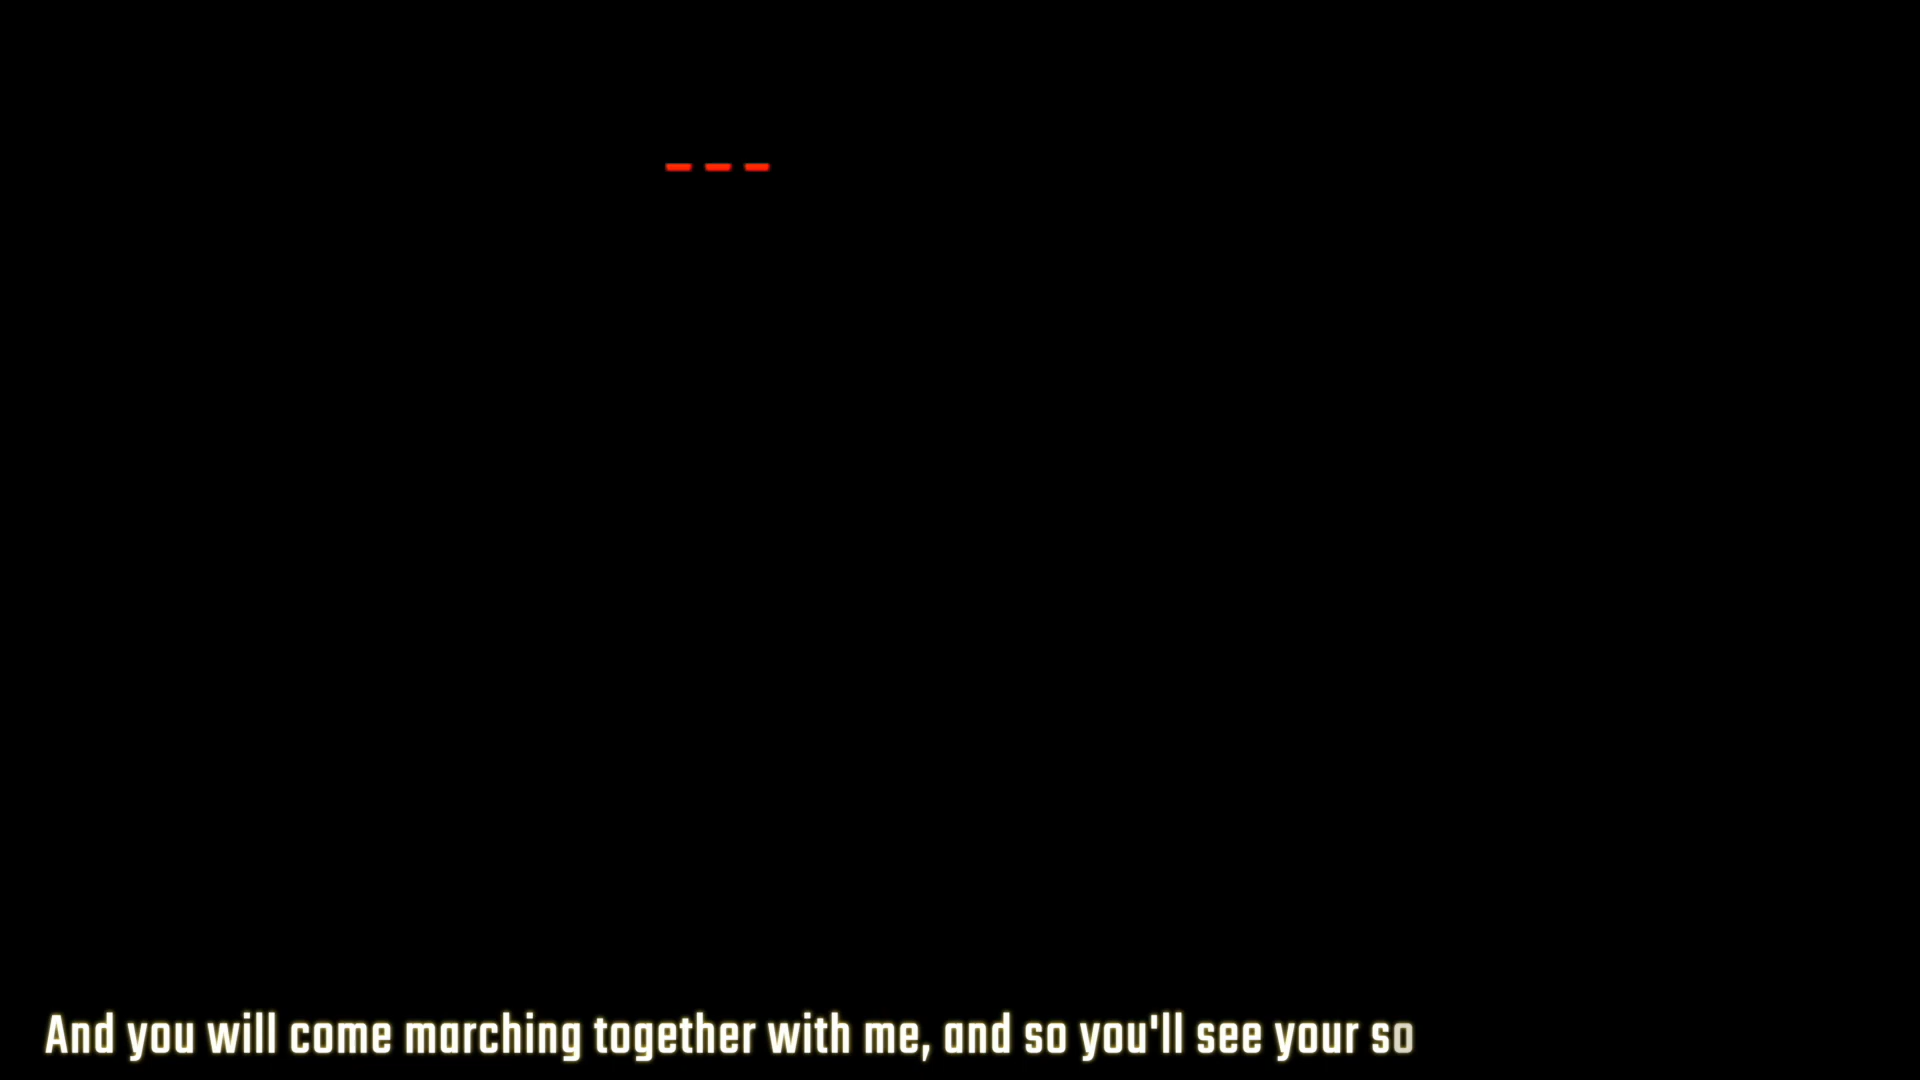 ---
And you will come marching together with me, and so you'll see your so